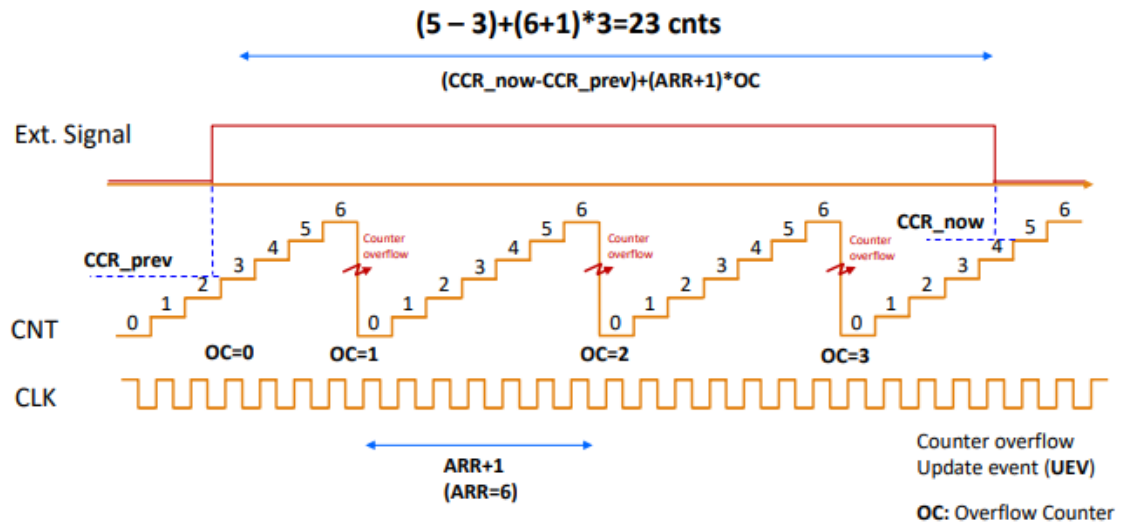 (5 – 3)+(6+1)*3=23 cnts
(CCR_now-CCR_prev)+(ARR+1)*OC
Ext. Signal
CCR_prev
CCR_now
0
1
2
3
4
5
6
Counter
overflow
0
1
2
3
4
5
6
Counter
overflow
0
1
2
3
4
5
6
Counter
overflow
0
1
2
3
4
5
6
CNT
OC=0
OC=1
OC=2
OC=3
CLK
ARR+1
(ARR=6)
Counter overflow
Update event (UEV)
OC: Overflow Counter